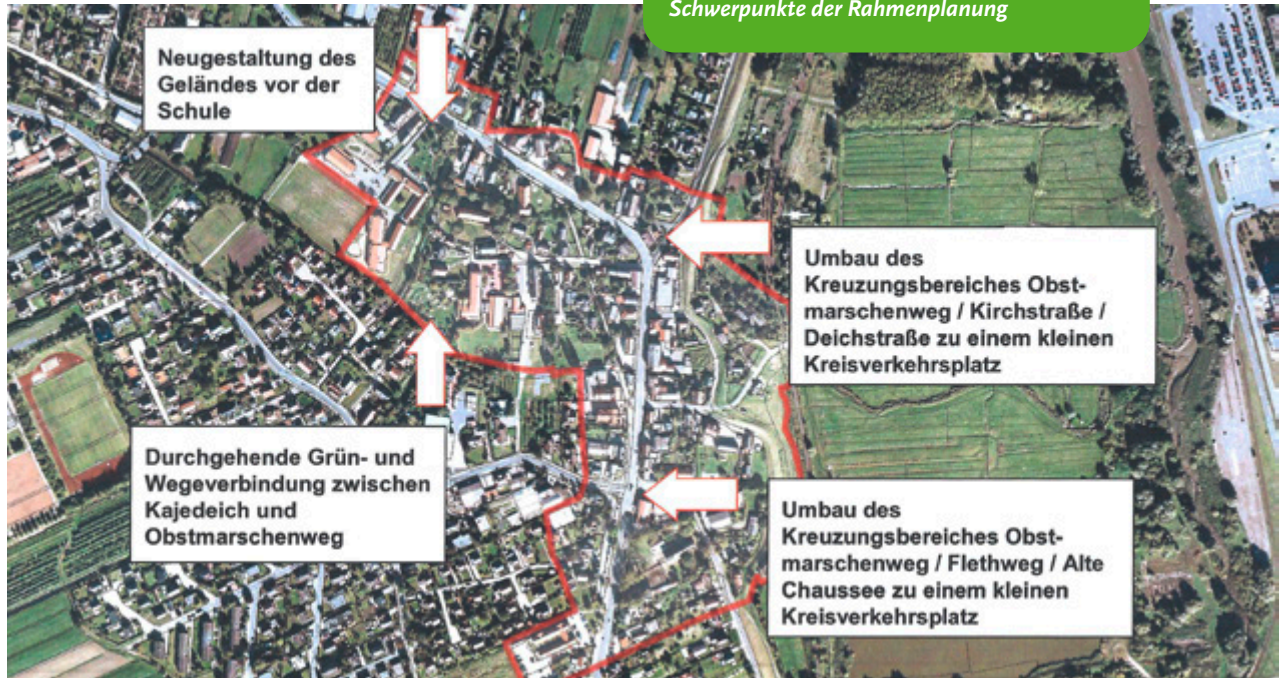 Schwerpunkte der Rahmenplanung
Neugestaltung des
Geländes vor der
Schule
Umbau des
Kreuzungsbereiches Obst-
marschenweg / Kirchstraße /
Deichstraße zu einem kleinen
Kreisverkehrsplatz
Durchgehende Grün- und
Wegeverbindung zwischen
Kajedeich und
Obstmarschenweg
Umbau des
Kreuzungsbereiches Obst-
marschenweg / Flethweg / Alte
Chaussee zu einem kleinen
Kreisverkehrsplatz